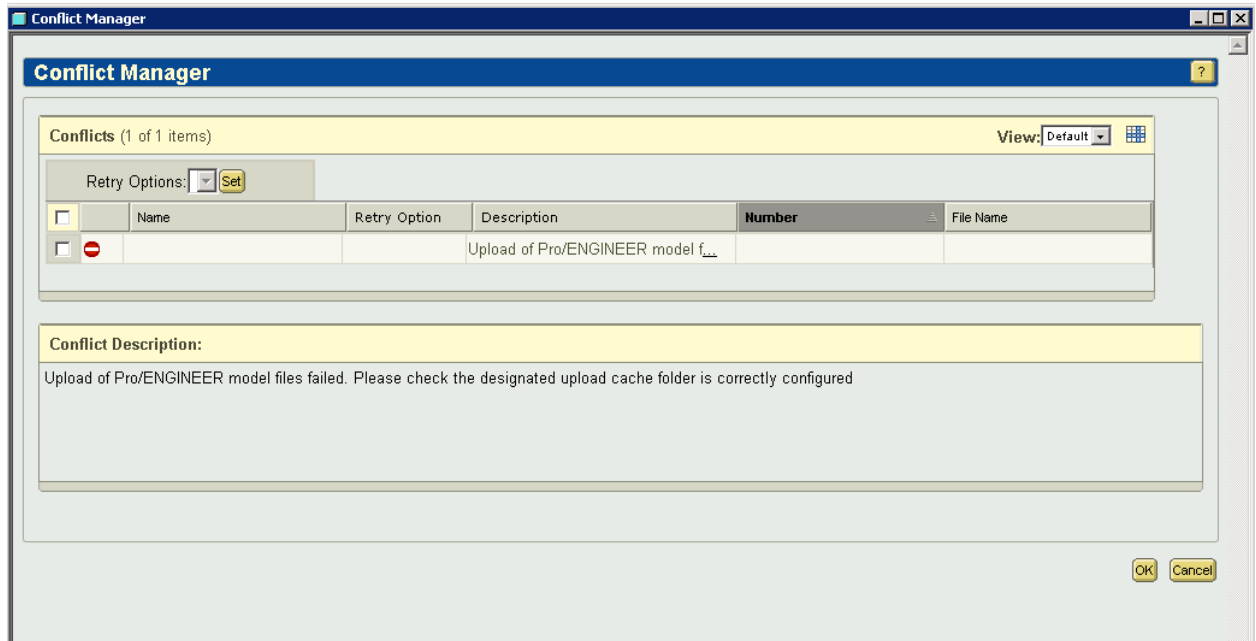 Conflict Manager
Conflict Manager
?
Conflicts (1 of 1 items)
View: Default
Retry Options: Set
Name Retry Option Description Number File Name
Upload of Pro/ENGINEER model f...
Conflict Description:
Upload of Pro/ENGINEER model files failed. Please check the designated upload cache folder is correctly configured
OK Cancel